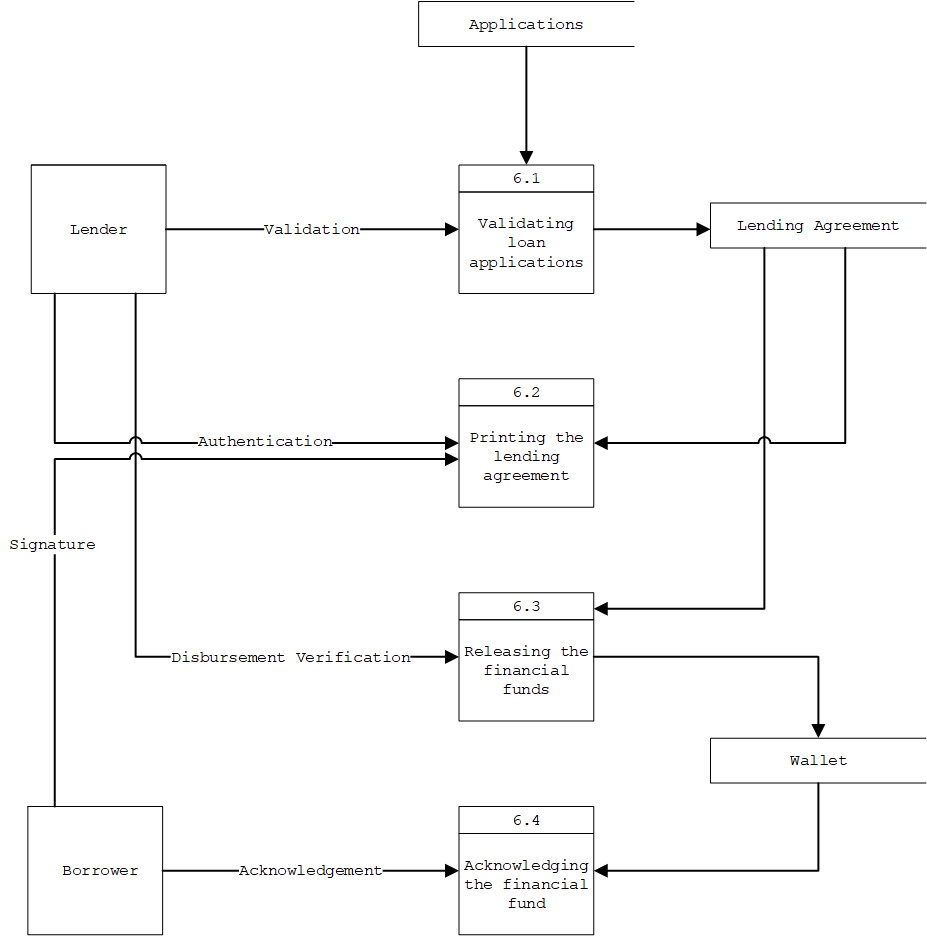 Applications
6.1
Lender
Validation
Validating
loan
applications
Lending Agreement
6.2
Authentication
Printing the
lending
agreement
Signature
6.3
Disbursement Verification
Releasing the
financial
funds
Wallet
6.4
Borrower
Acknowledgement
Acknowledging
the financial
fund